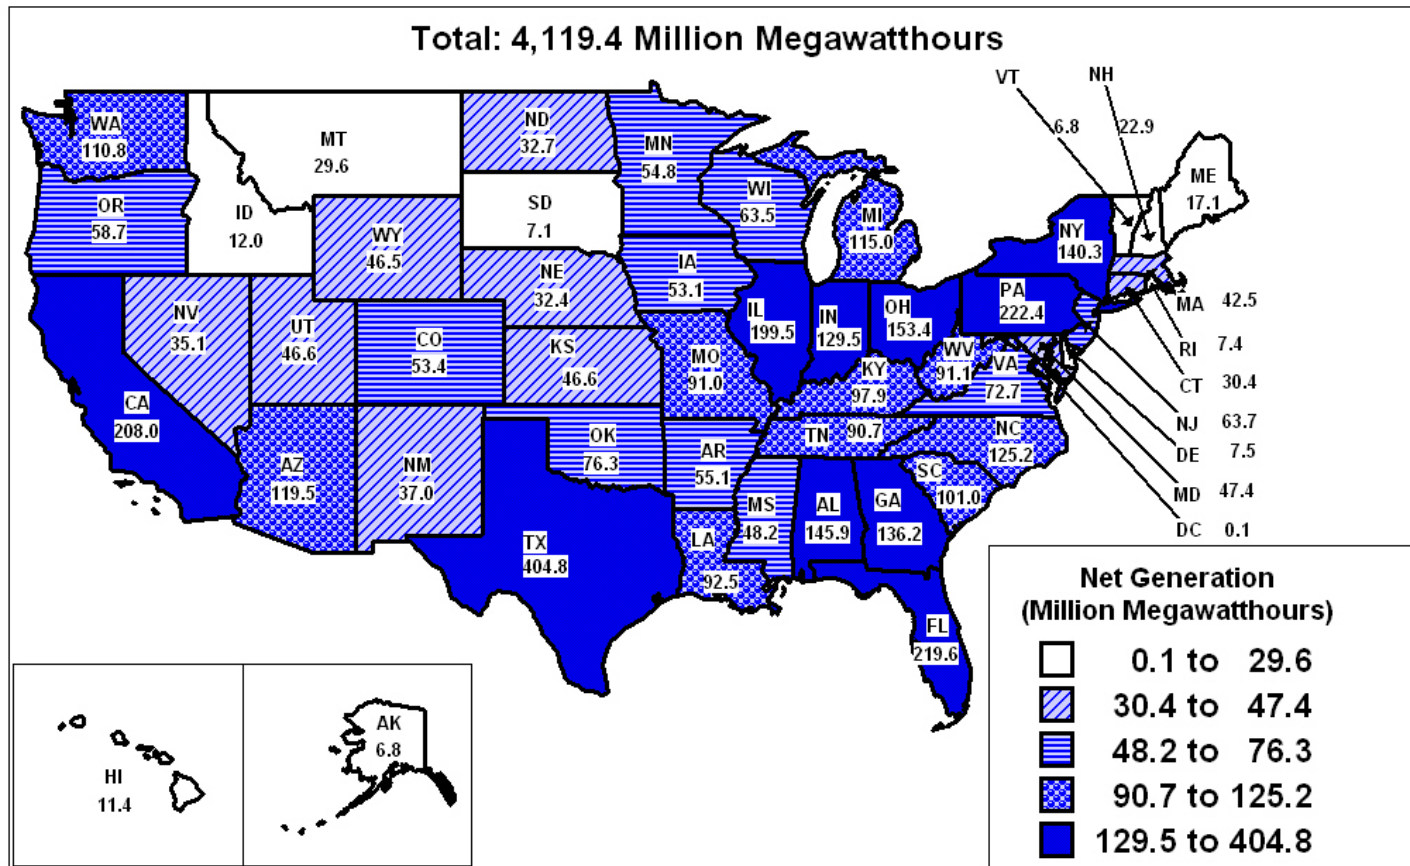 Total: 4,119.4 Million Megawatthours
VT
NH
6.8
22.9
WA
110.8
MT
29.6
ND
32.7
MN
54.8
ME
17.1
OR
58.7
ID
12.0
SD
7.1
WI
63.5
MI
115.0
NY
140.3
WY
46.5
NE
32.4
IA
53.1
NV
35.1
UT
46.6
CO
53.4
KS
46.6
MO
91.0
IL
199.5
IN
129.5
OH
153.4
PA
222.4
MA 42.5
RI 7.4
CT 30.4
NJ 63.7
DE 7.5
MD 47.4
DC 0.1
WV
91.1
VA
72.7
KY
97.9
CA
208.0
AZ
119.5
NM
37.0
OK
76.3
AR
55.1
TN 90.7
NC
125.2
SC
101.0
MS
48.2
AL
145.9
GA
136.2
TX
404.8
LA
92.5
FL
219.6
HI
11.4
AK
6.8
Net Generation
(Million Megawatthours)
0.1 to 29.6
30.4 to 47.4
48.2 to 76.3
90.7 to 125.2
129.5 to 404.8